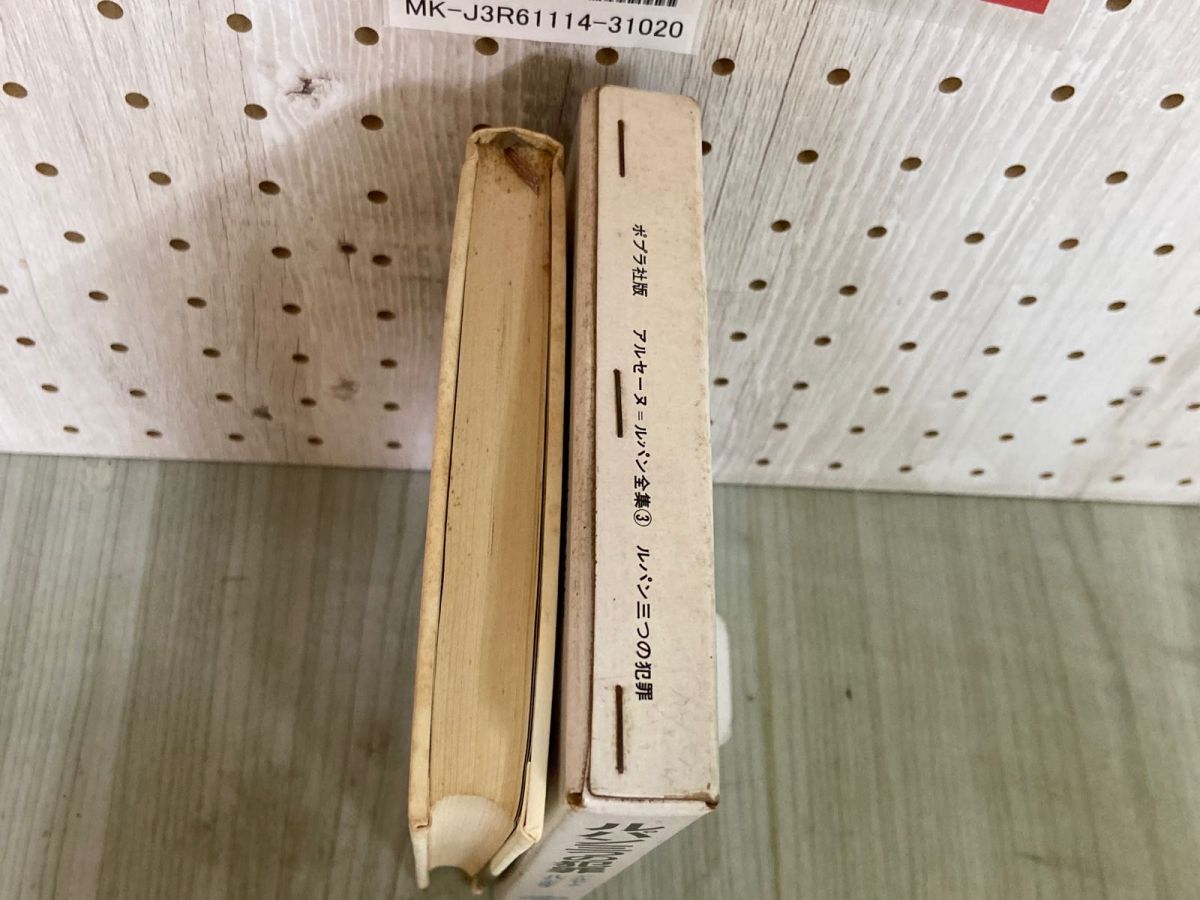 MK-J3R61114-31020
ポプラ社版 アルセーヌ=ルパン全集③ ルパン三つの犯罪